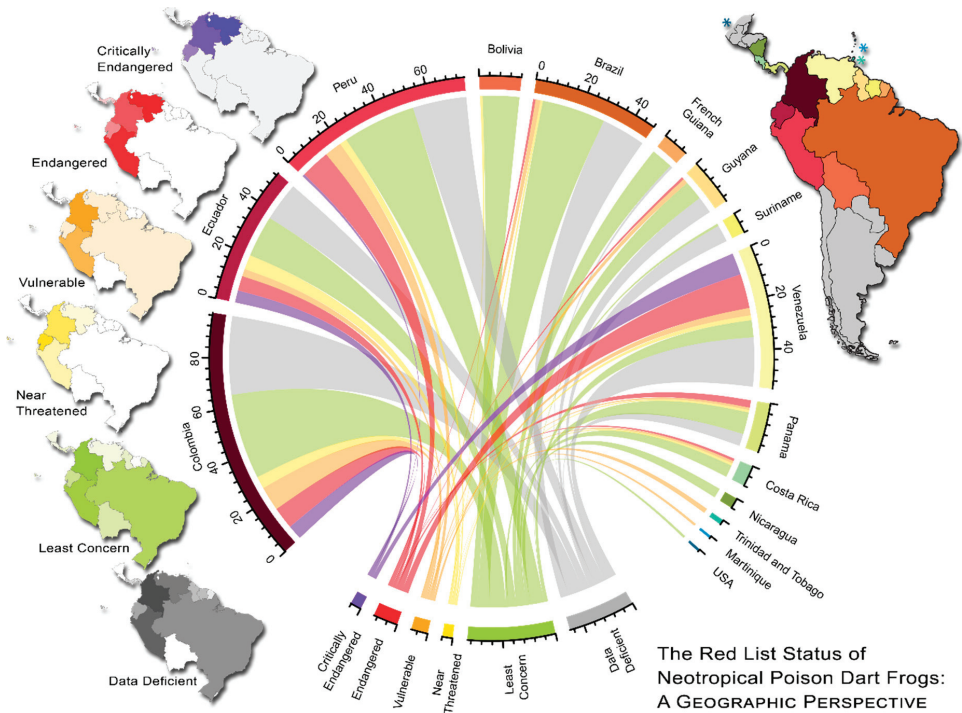 Critically
Endangered
Endangered
Vulnerable
Near
Threatened
Least Concern
Data Deficient
Colombia
0
20
40
60
80
Ecuador
0
20
40
Peru
0
20
40
60
Bolivia
Brazil
0
20
40
French
Guiana
Guyana
Suriname
Venezuela
0
20
40
Panama
Costa Rica
Nicaragua
Trinidad and Tobago
Martinique
USA
Critically
Endangered
Endangered
Vulnerable
Near
Threatened
Least
Concern
Data
Deficient
*
*
*
The Red List Status of
Neotropical Poison Dart Frogs:
A GEOGRAPHIC PERSPECTIVE